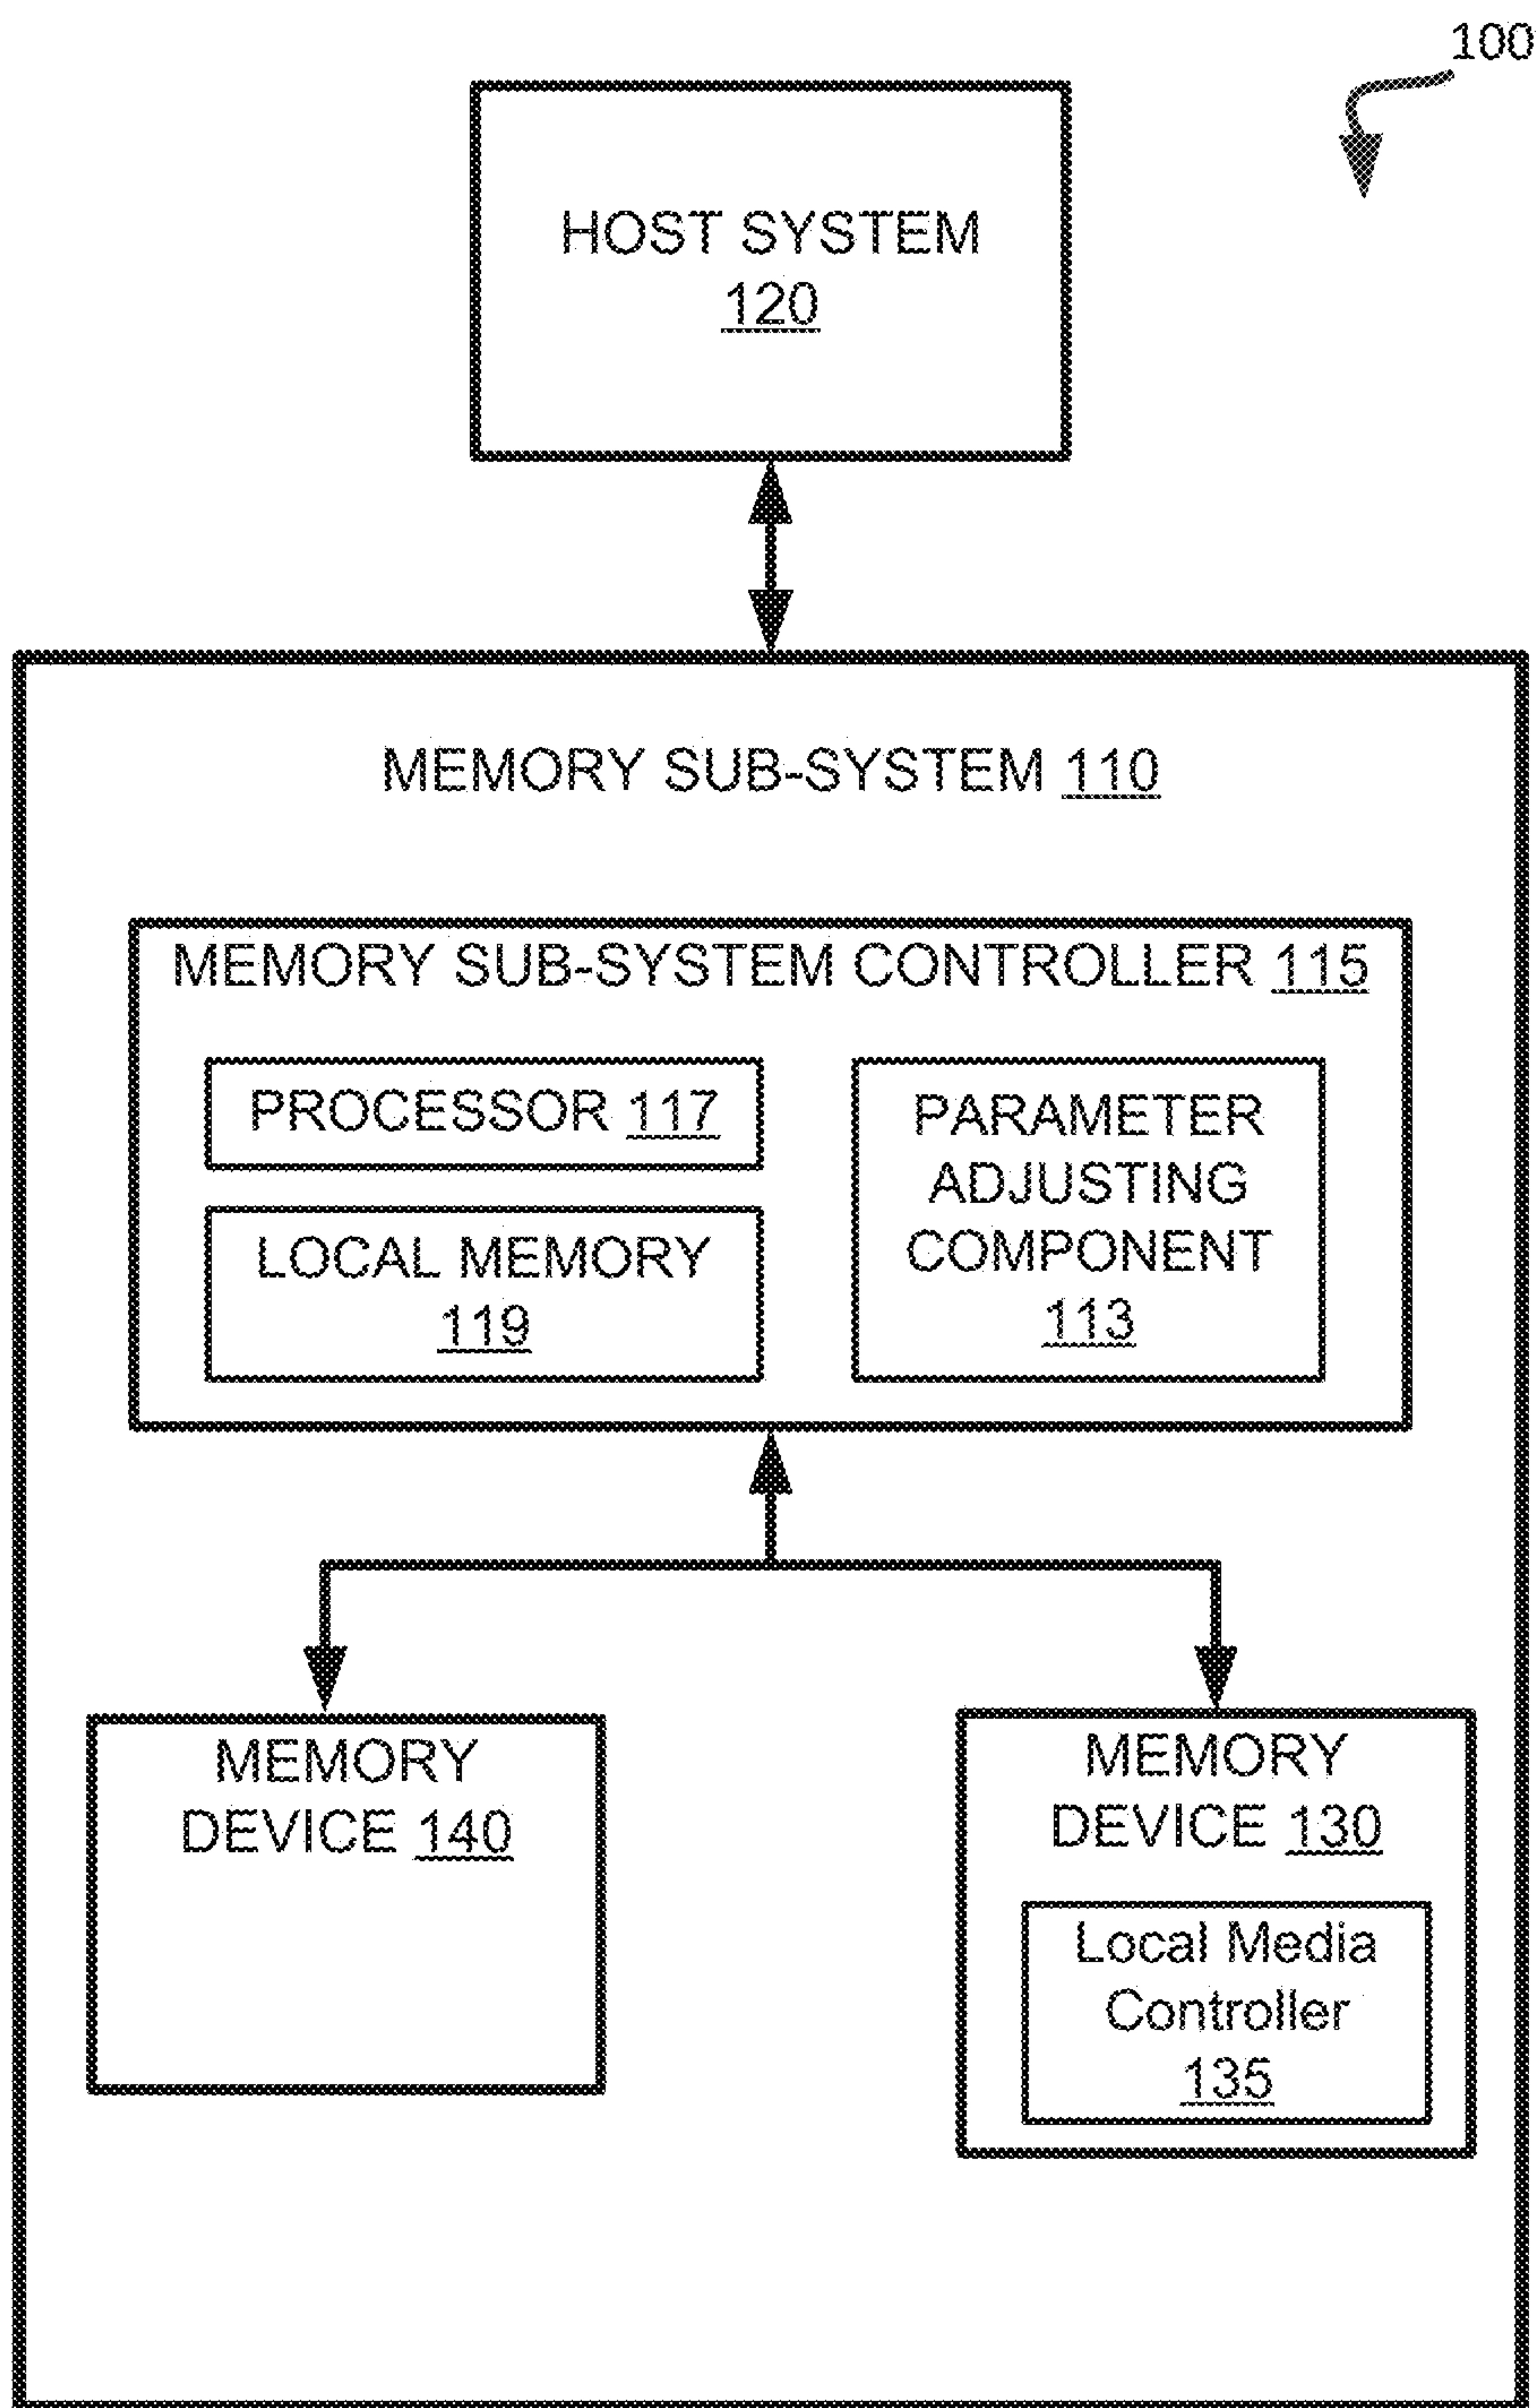 100
HOST SYSTEM
120
MEMORY SUB-SYSTEM 110
MEMORY SUB-SYSTEM CONTROLLER 115
PROCESSOR 117
LOCAL MEMORY
119
PARAMETER
ADJUSTING
COMPONENT
113
MEMORY
DEVICE 140
MEMORY
DEVICE 130
Local Media
Controller
135